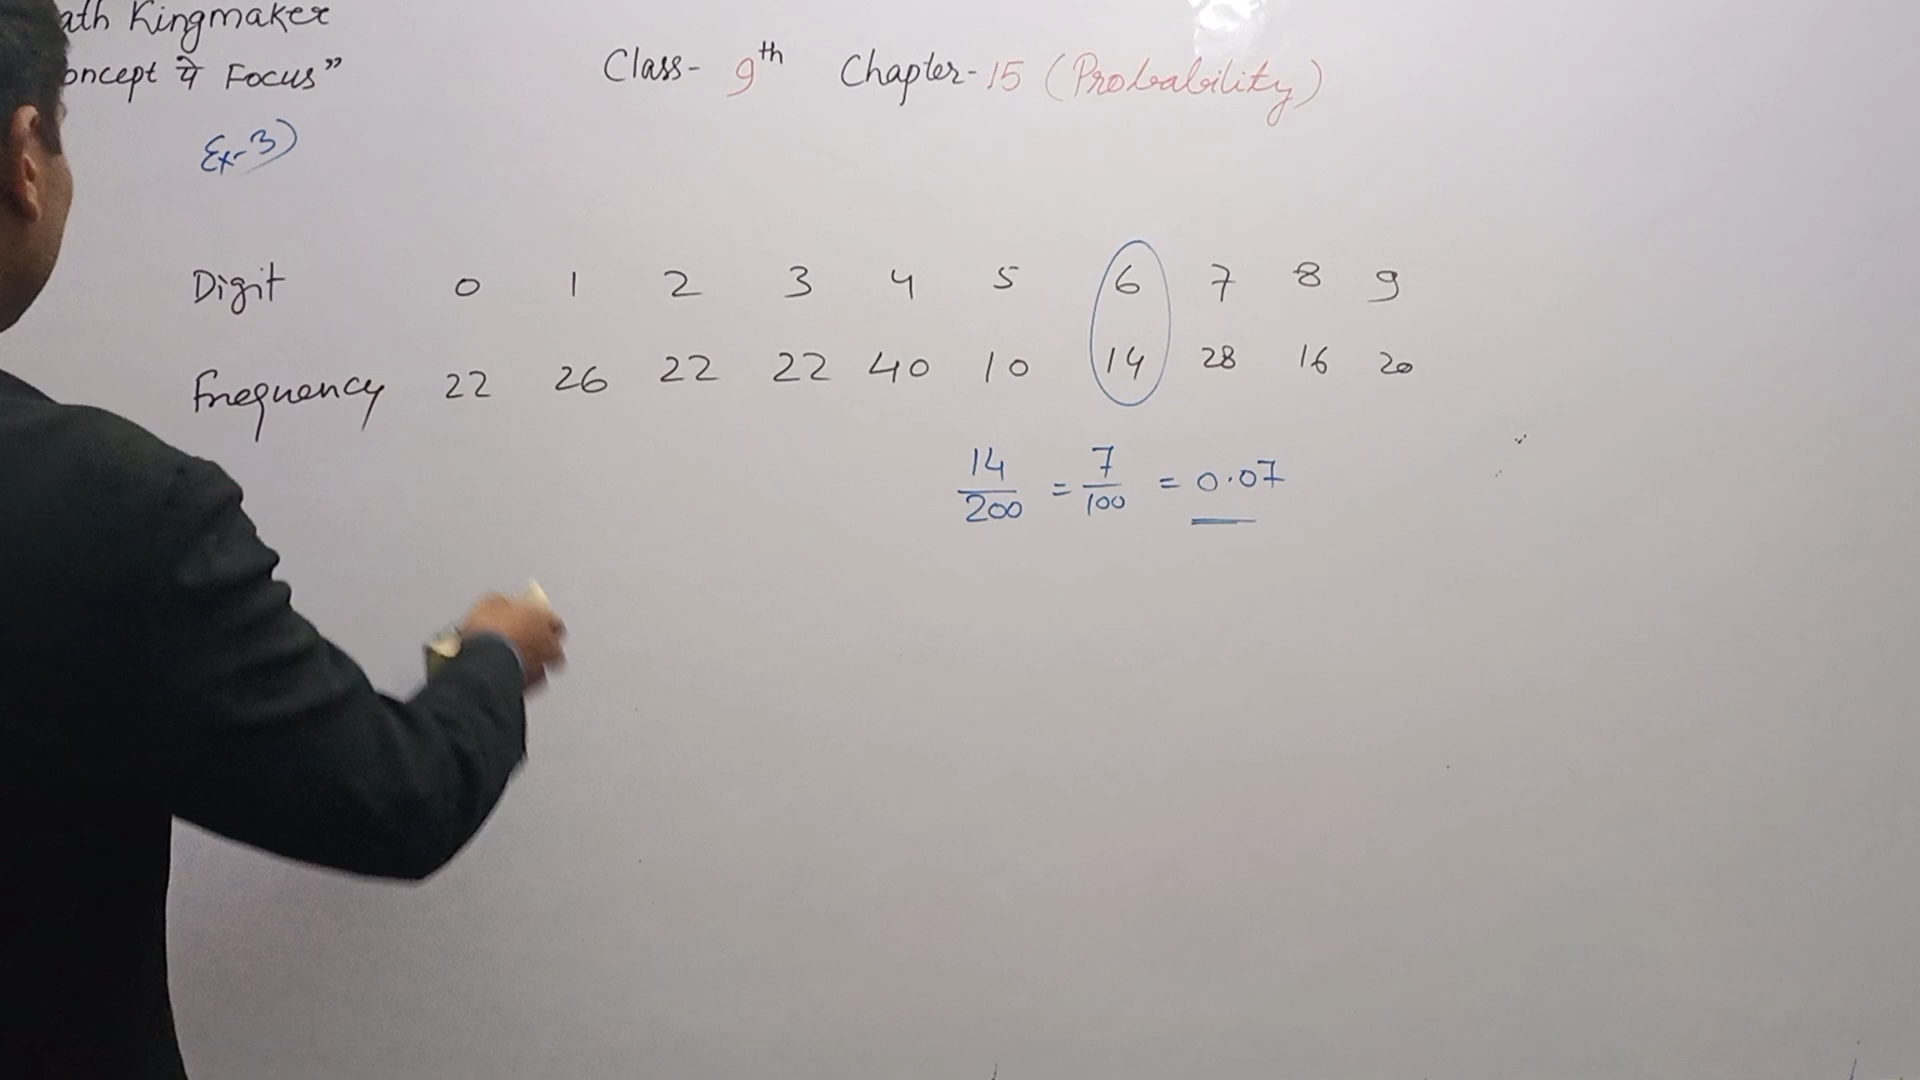 ath Kingmaker
oncept पे Focus"
Class- 9th Chapter-15 (Probability)
Ex-3)
Digit 0 1 2 3 4 5 6 7 8 9
Frequency 22 26 22 22 40 10 14 28 16 20
14/200 = 7/100 = 0.07